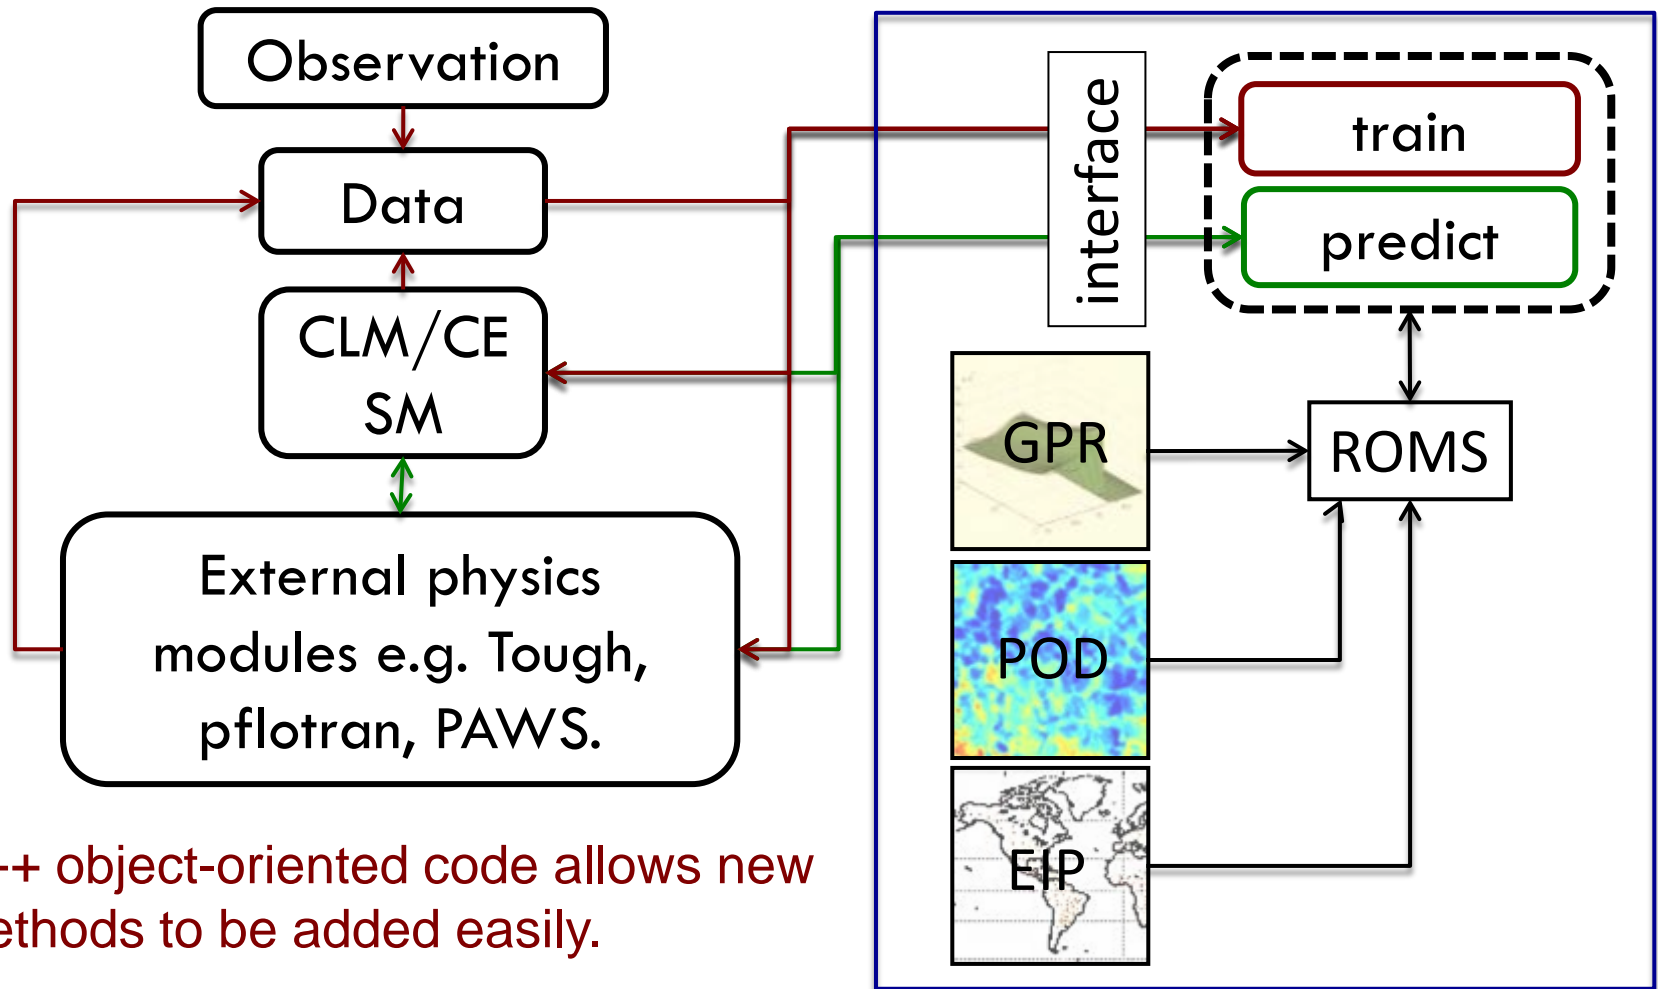 Observation
Data
CLM/CE
SM
External physics
modules e.g. Tough,
pflotran, PAWS.
++ object-oriented code allows new
ethods to be added easily.
interface
train
predict
GPR
ROMS
POD
EIP